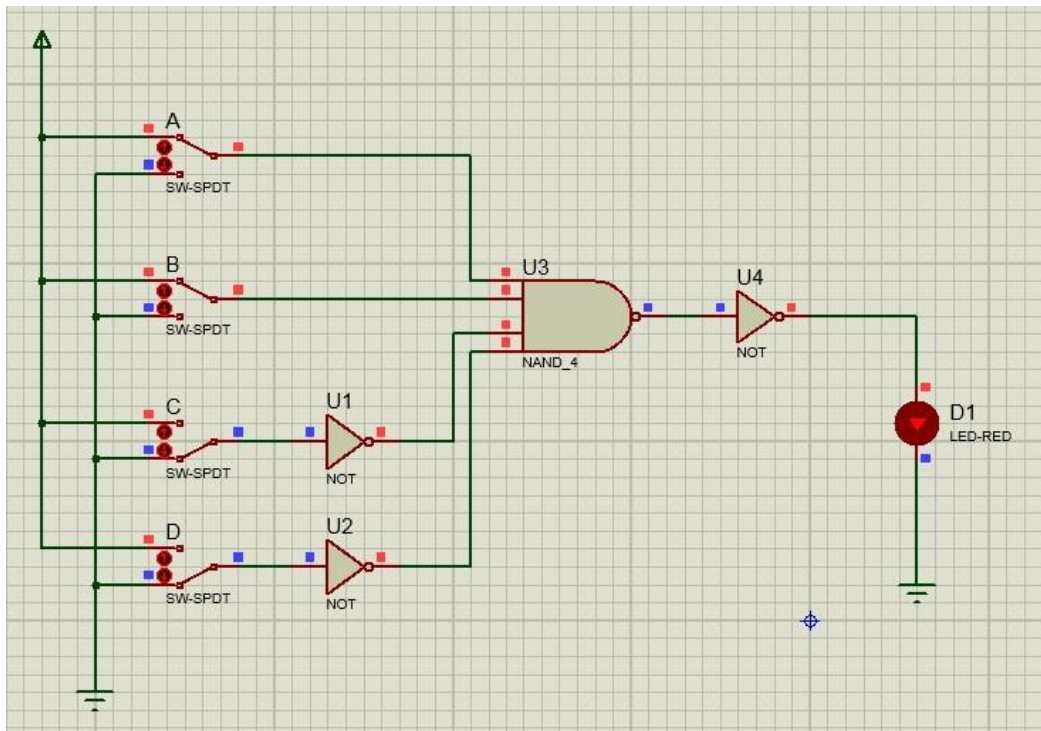 A
SW-SPDT
B
SW-SPDT
U3
NAND_4
U4
NOT
C
SW-SPDT
U1
NOT
D1
LED-RED
D
SW-SPDT
U2
NOT